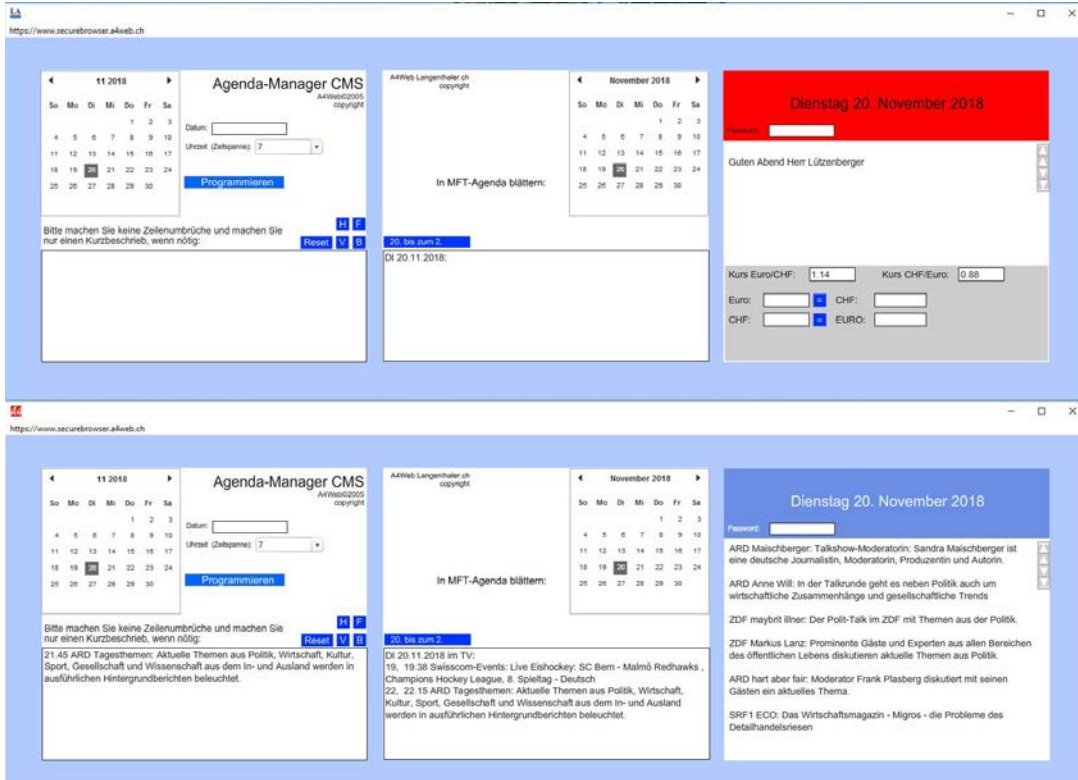 https://www.securebrowser.a4web.ch
11 2018
So Mo Di Mi Do Fr Sa
1 2 3
4 5 6 7 8 9 10
11 12 13 14 15 16 17
18 19 20 21 22 23 24
25 26 27 28 29 30
Agenda-Manager CMS
A4Web©2005
copyright
Datum:
Uhrzeit (Zeitspanne): 7
Programmieren
Bitte machen Sie keine Zeilenumbrüche und machen Sie
nur einen Kurzbeschrieb, wenn nötig:
H F
Reset V B
A4Web Langenthaler.ch
copyright
In MFT-Agenda blättern:
November 2018
So Mo Di Mi Do Fr Sa
1 2 3
4 5 6 7 8 9 10
11 12 13 14 15 16 17
18 19 20 21 22 23 24
25 26 27 28 29 30
20. bis zum 2.
DI 20.11.2018:
Dienstag 20. November 2018
Password:
Guten Abend Herr Lützenberger
Kurs Euro/CHF: 1.14 Kurs CHF/Euro: 0.88
Euro: = CHF:
CHF: = EURO:
https://www.securebrowser.a4web.ch
11 2018
So Mo Di Mi Do Fr Sa
1 2 3
4 5 6 7 8 9 10
11 12 13 14 15 16 17
18 19 20 21 22 23 24
25 26 27 28 29 30
Agenda-Manager CMS
A4Web©2005
copyright
Datum:
Uhrzeit (Zeitspanne): 7
Programmieren
Bitte machen Sie keine Zeilenumbrüche und machen Sie
nur einen Kurzbeschrieb, wenn nötig:
H F
Reset V B
21.45 ARD Tagesthemen: Aktuelle Themen aus Politik, Wirtschaft, Kultur,
Sport, Gesellschaft und Wissenschaft aus dem In- und Ausland werden in
ausführlichen Hintergrundberichten beleuchtet.
A4Web Langenthaler.ch
copyright
In MFT-Agenda blättern:
November 2018
So Mo Di Mi Do Fr Sa
1 2 3
4 5 6 7 8 9 10
11 12 13 14 15 16 17
18 19 20 21 22 23 24
25 26 27 28 29 30
20. bis zum 2.
DI 20.11.2018 im TV:
19, 19.38 Swisscom-Events: Live Eishockey: SC Bern - Malmö Redhawks ,
Champions Hockey League, 8. Spieltag - Deutsch
22, 22.15 ARD Tagesthemen: Aktuelle Themen aus Politik, Wirtschaft,
Kultur, Sport, Gesellschaft und Wissenschaft aus dem In- und Ausland
werden in ausführlichen Hintergrundberichten beleuchtet.
Dienstag 20. November 2018
Password:
ARD Maischberger: Talkshow-Moderatorin: Sandra Maischberger ist
eine deutsche Journalistin, Moderatorin, Produzentin und Autorin.
ARD Anne Will: In der Talkrunde geht es neben Politik auch um
wirtschaftliche Zusammenhänge und gesellschaftliche Trends
ZDF maybrit illner: Der Polit-Talk im ZDF mit Themen aus der Politik.
ZDF Markus Lanz: Prominente Gäste und Experten aus allen Bereichen
des öffentlichen Lebens diskutieren aktuelle Themen aus Politik.
ARD hart aber fair: Moderator Frank Plasberg diskutiert mit seinen
Gästen ein aktuelles Thema.
SRF1 ECO: Das Wirtschaftsmagazin - Migros - die Probleme des
Detailhandelsriesen